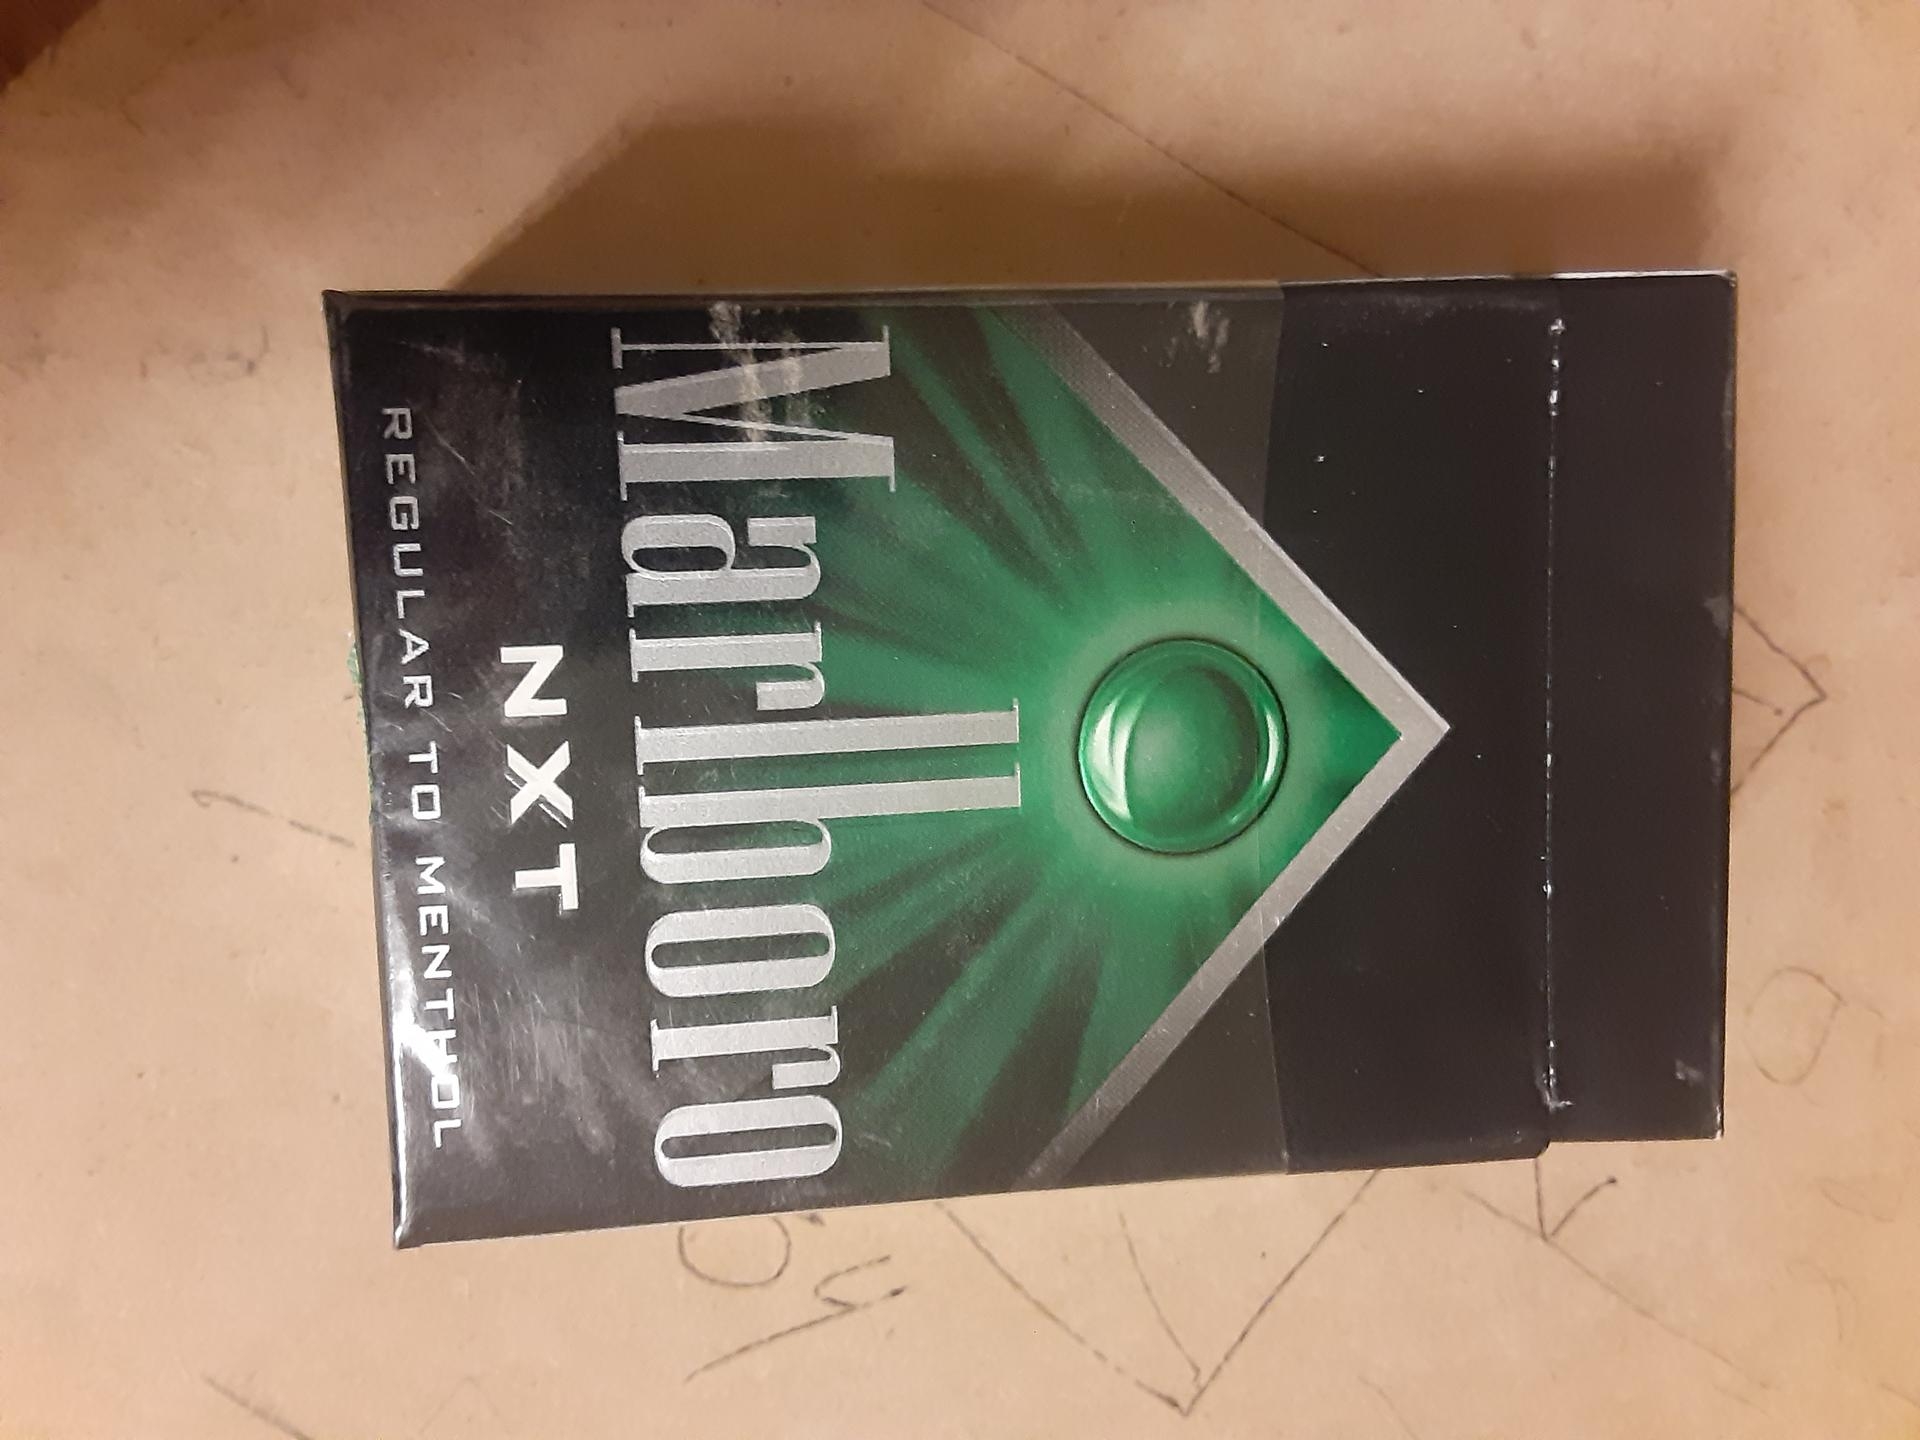 Marlboro
NXT
REGULAR TO MENTHOL